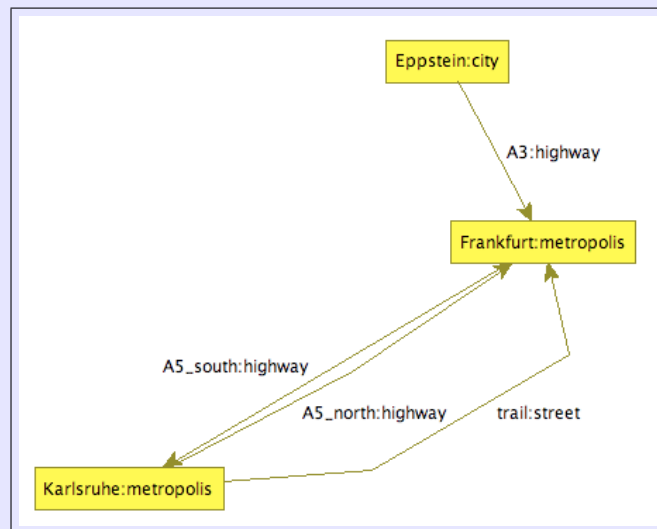 Eppstein:city
A3:highway
Frankfurt:metropolis
A5_south:highway
A5_north:highway
trail:street
Karlsruhe:metropolis